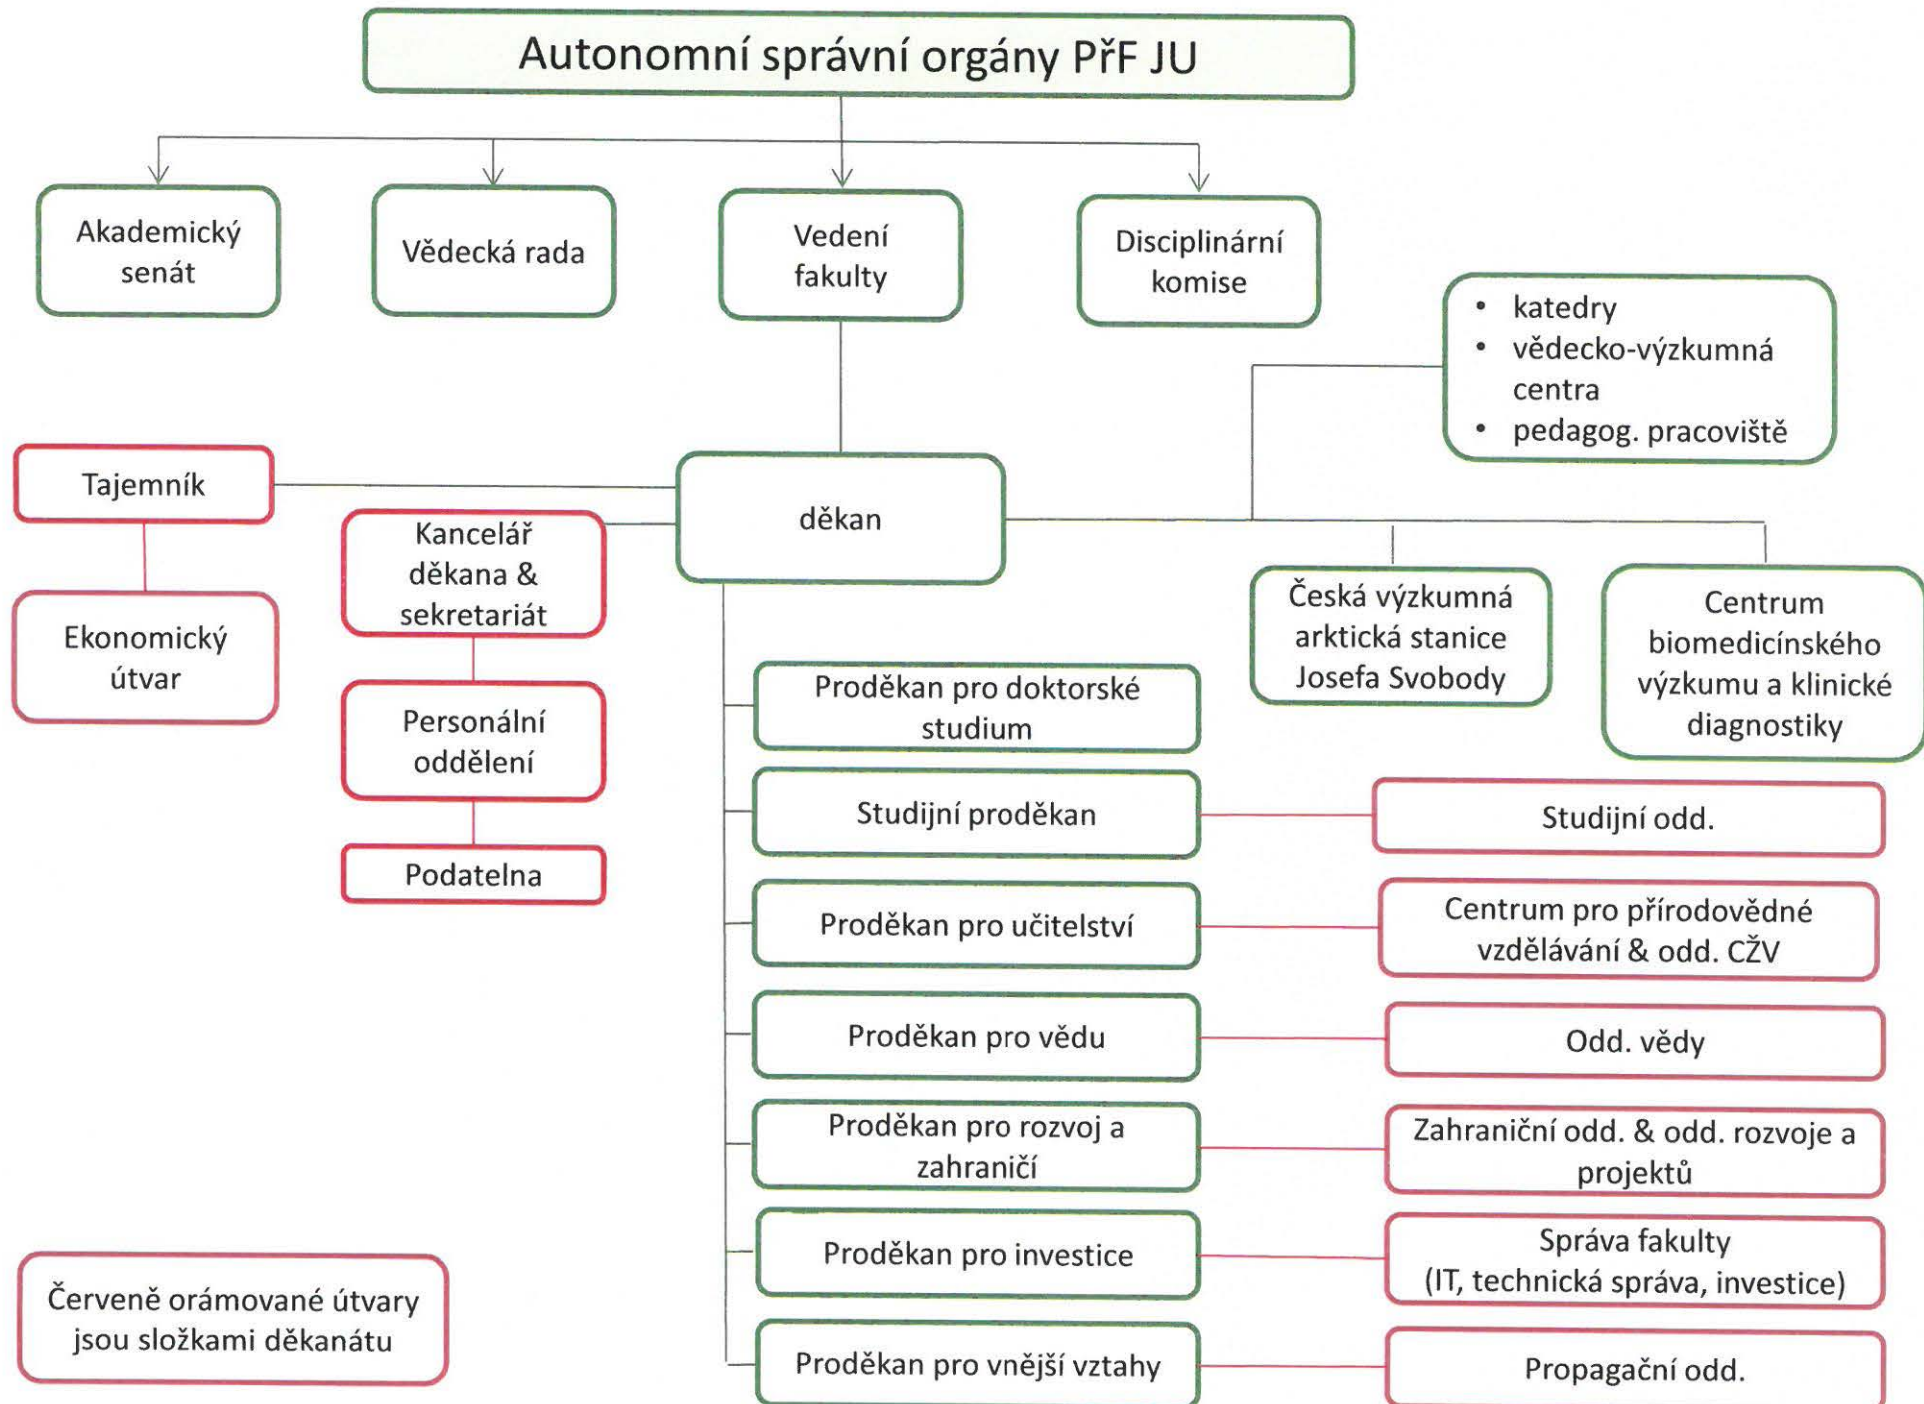 Autonomní správní orgány PřF JU
Akademický
senát
Vědecká rada
Vedení
fakulty
Disciplinární
komise
• katedry
• vědecko-výzkumná
centra
• pedagog. pracoviště
Tajemník
Ekonomický
útvar
Kancelář
děkana &
sekretariát
Personální
oddělení
Podatelna
děkan
Česká výzkumná
arktická stanice
Josefa Svobody
Centrum
biomedicínského
výzkumu a klinické
diagnostiky
Proděkan pro doktorské
studium
Studijní proděkan
Studijní odd.
Proděkan pro učitelství
Centrum pro přírodovědné
vzdělávání & odd. CŽV
Proděkan pro vědu
Odd. vědy
Proděkan pro rozvoj a
zahraničí
Zahraniční odd. & odd. rozvoje a
projektů
Proděkan pro investice
Správa fakulty
(IT, technická správa, investice)
Proděkan pro vnější vztahy
Propagační odd.
Červeně orámované útvary
jsou složkami děkanátu